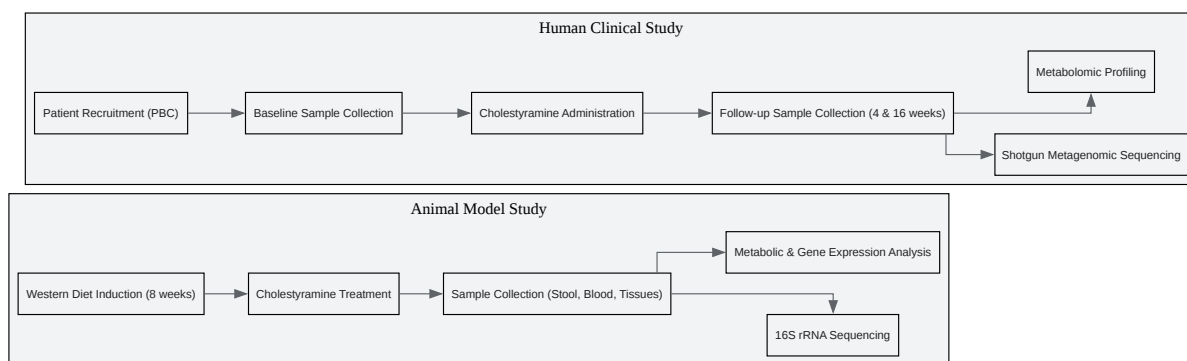 Human Clinical Study
Patient Recruitment (PBC)
Baseline Sample Collection
Cholestyramine Administration
Follow-up Sample Collection (4 & 16 weeks)
Metabolomic Profiling
Shotgun Metagenomic Sequencing
Animal Model Study
Western Diet Induction (8 weeks)
Cholestyramine Treatment
Sample Collection (Stool, Blood, Tissues)
Metabolic & Gene Expression Analysis
16S rRNA Sequencing